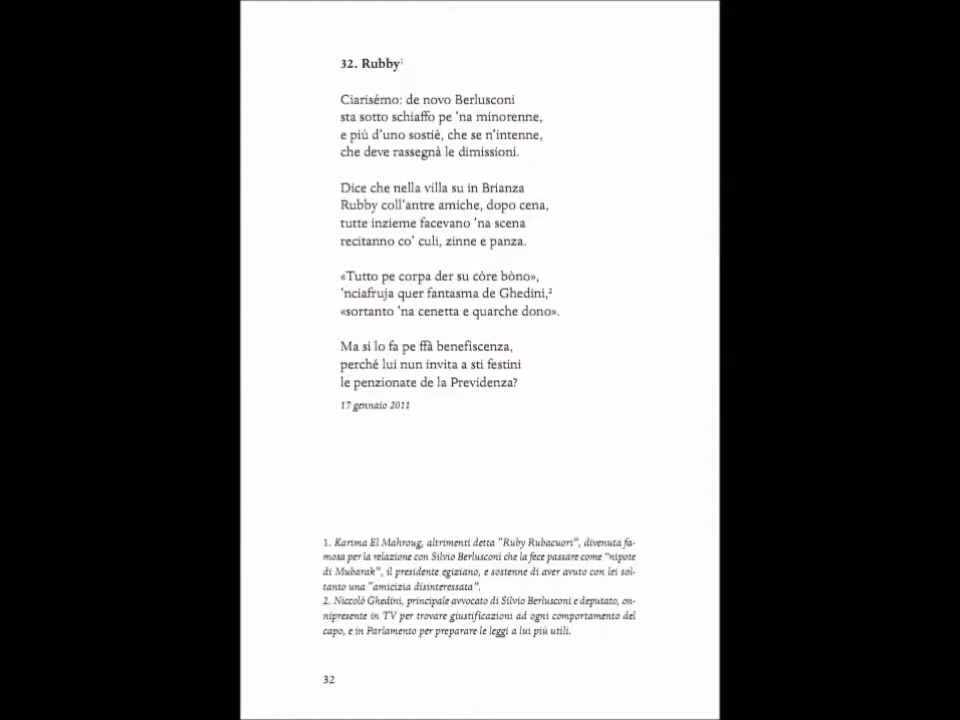 32. Rubby¹
Ciarisémo: de novo Berlusconi
sta sotto schiaffo pe 'na minorenne,
e più d'uno sostiè, che se n'intenne,
che deve rassegnà le dimissioni.
Dice che nella villa su in Brianza
Rubby coll'antre amiche, dopo cena,
tutte inzieme facevano 'na scena
recitanno co' culi, zinne e panza.
«Tutto pe corpa der su còre bòno»,
'nciafruja quer fantasma de Ghedini,²
«sortanto 'na cenetta e quarche dono».
Ma si lo fa pe ffà benefiscenza,
perché lui nun invita a sti festini
le penzionate de la Previdenza?
17 gennaio 2011
1. Karima El Mahroug, altrimenti detta "Ruby Rubacuori", divenuta fa-
mosa per la relazione con Silvio Berlusconi che la fece passare come "nipote
di Mubarak", il presidente egiziano, e sostenne di aver avuto con lei sol-
tanto una "amicizia disinteressata".
2. Niccolò Ghedini, principale avvocato di Silvio Berlusconi e deputato, on-
nipresente in TV per trovare giustificazioni ad ogni comportamento del
capo, e in Parlamento per preparare le leggi a lui più utili.
32